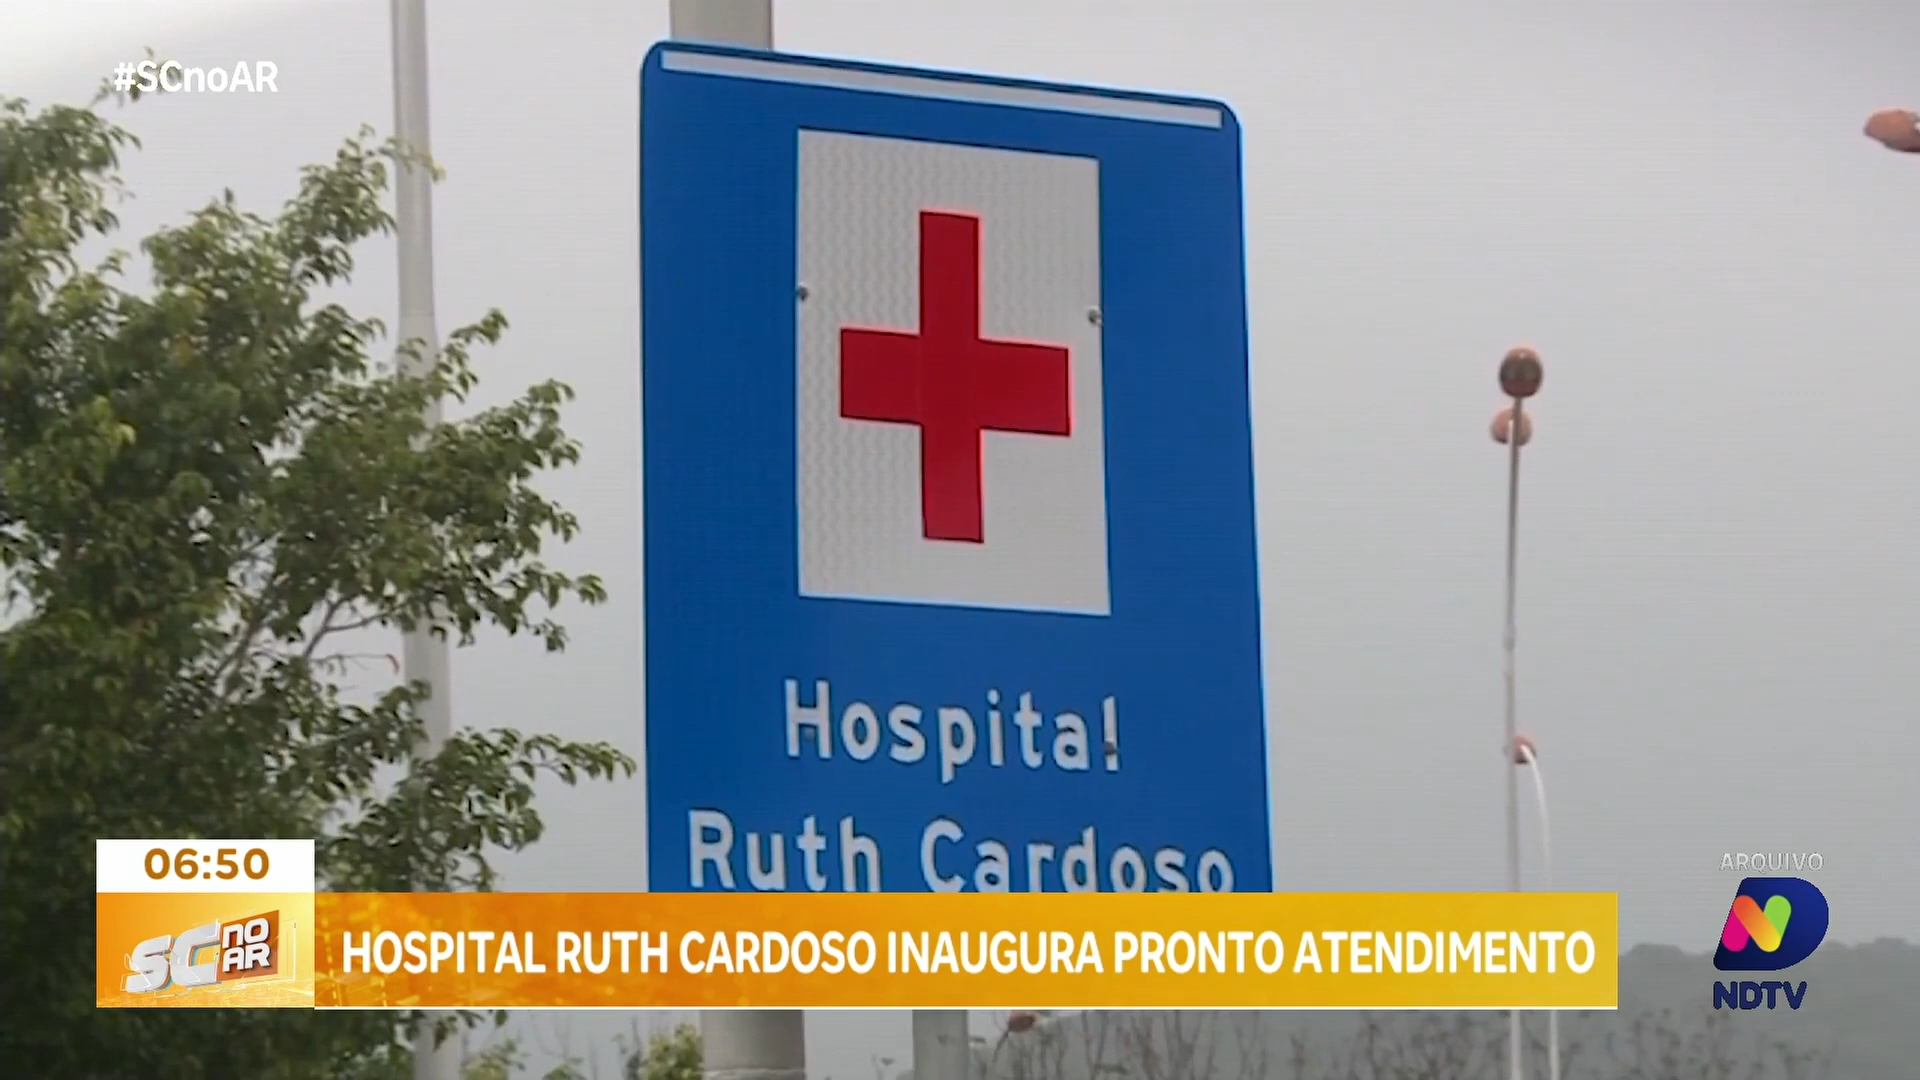 #SCnoAR
Hospital
Ruth Cardoso
06:50
SC NO AR
HOSPITAL RUTH CARDOSO INAUGURA PRONTO ATENDIMENTO
ARQUIVO
NDTV